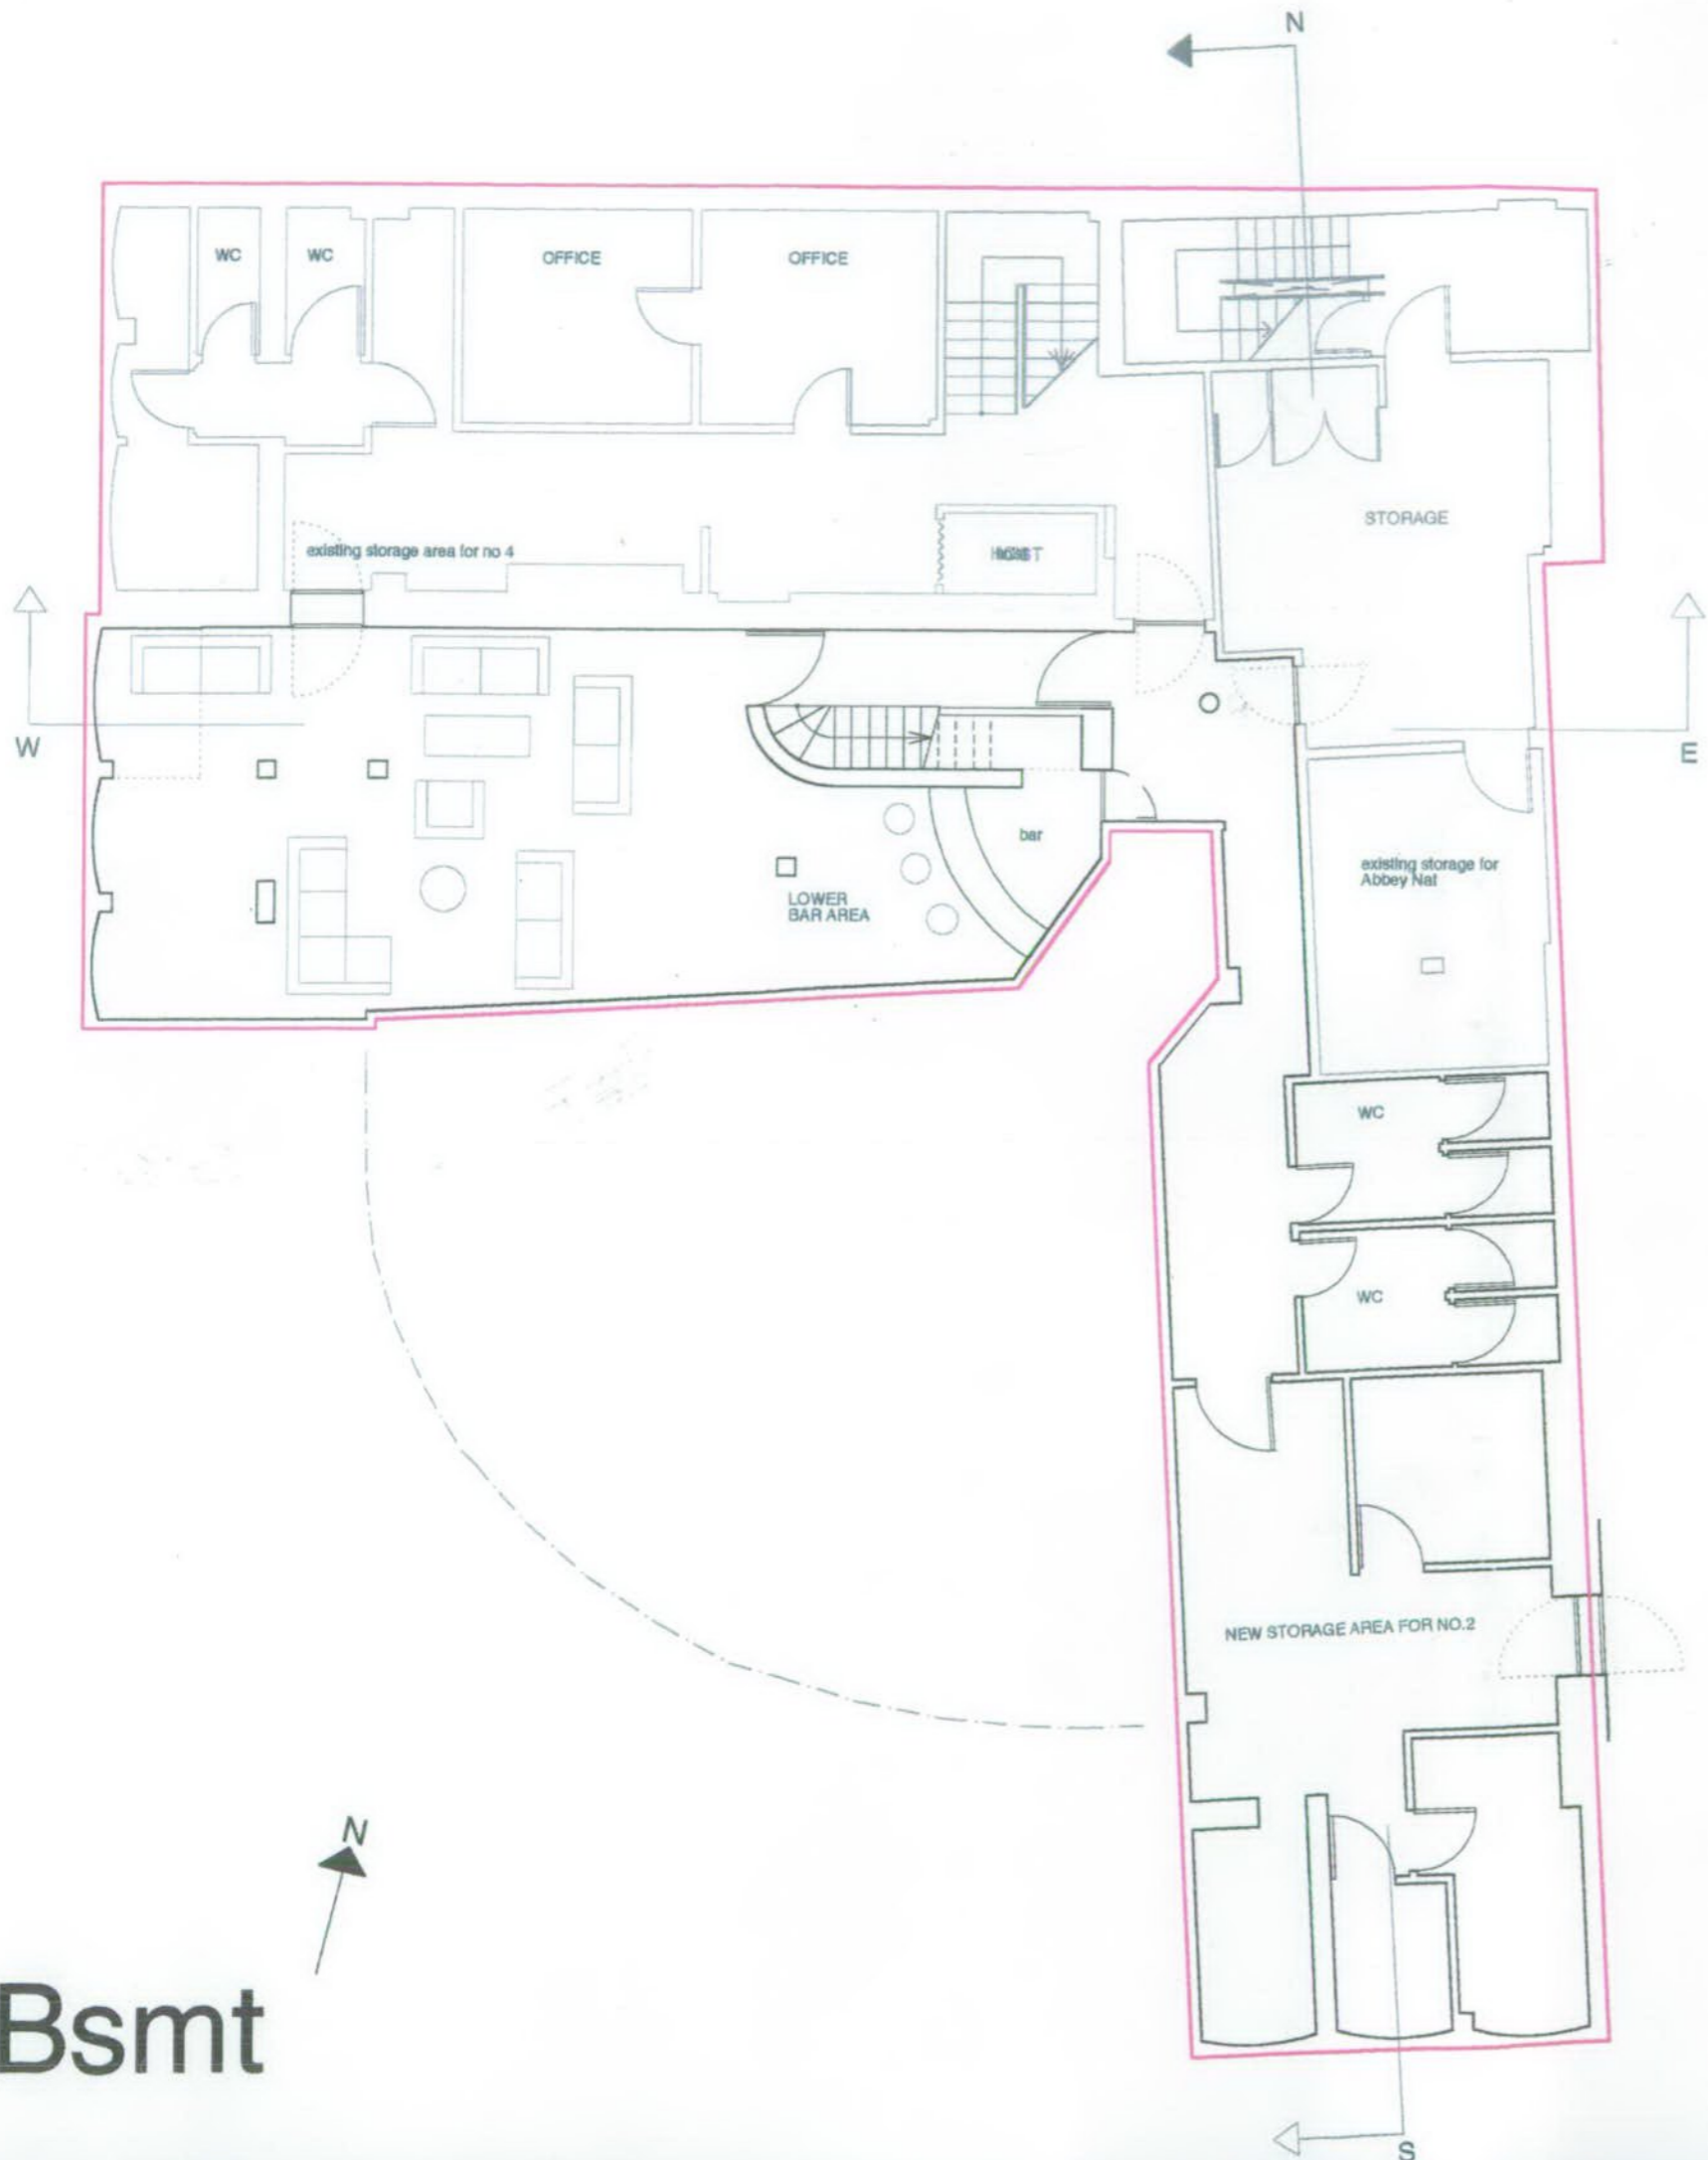 N
WC
WC
OFFICE
OFFICE
STORAGE
existing storage area for no 4
W
E
bar
existing storage for
Abbey Nat
LOWER
BAR AREA
WC
WC
NEW STORAGE AREA FOR NO.2
N
Bsmt
S